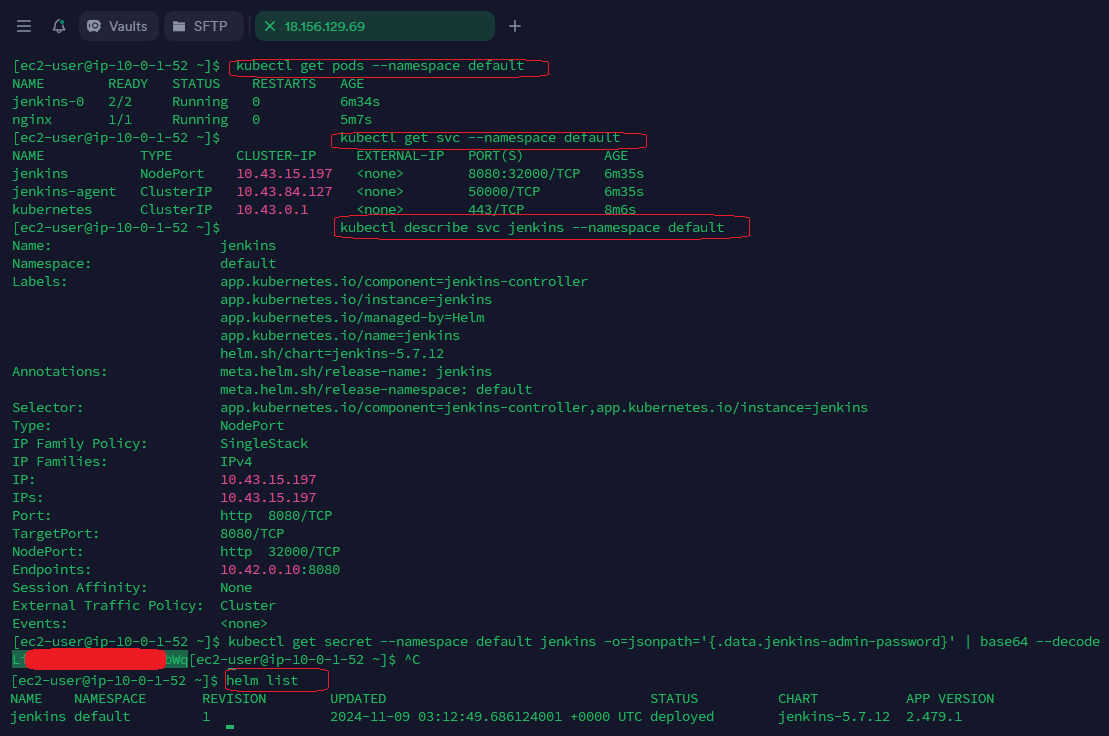 Vaults SFTP 18.156.129.69
[ec2-user@ip-10-0-1-52 ~]$ kubectl get pods --namespace default
NAME READY STATUS RESTARTS AGE
jenkins-0 2/2 Running 0 6m34s
nginx 1/1 Running 0 5m7s
[ec2-user@ip-10-0-1-52 ~]$ kubectl get svc --namespace default
NAME TYPE CLUSTER-IP EXTERNAL-IP PORT(S) AGE
jenkins NodePort 10.43.15.197 <none> 8080:32000/TCP 6m35s
jenkins-agent ClusterIP 10.43.84.127 <none> 50000/TCP 6m35s
kubernetes ClusterIP 10.43.0.1 <none> 443/TCP 8m6s
[ec2-user@ip-10-0-1-52 ~]$ kubectl describe svc jenkins --namespace default
Name: jenkins
Namespace: default
Labels: app.kubernetes.io/component=jenkins-controller
app.kubernetes.io/instance=jenkins
app.kubernetes.io/managed-by=Helm
app.kubernetes.io/name=jenkins
helm.sh/chart=jenkins-5.7.12
Annotations: meta.helm.sh/release-name: jenkins
meta.helm.sh/release-namespace: default
Selector: app.kubernetes.io/component=jenkins-controller,app.kubernetes.io/instance=jenkins
Type: NodePort
IP Family Policy: SingleStack
IP Families: IPv4
IP: 10.43.15.197
IPs: 10.43.15.197
Port: http 8080/TCP
TargetPort: 8080/TCP
NodePort: http 32000/TCP
Endpoints: 10.42.0.10:8080
Session Affinity: None
External Traffic Policy: Cluster
Events: <none>
[ec2-user@ip-10-0-1-52 ~]$ kubectl get secret --namespace default jenkins -o=jsonpath='{.data.jenkins-admin-password}' | base64 --decode
[ec2-user@ip-10-0-1-52 ~]$ ^C
[ec2-user@ip-10-0-1-52 ~]$ helm list
NAME NAMESPACE REVISION UPDATED STATUS CHART APP VERSION
jenkins default 1 2024-11-09 03:12:49.686124001 +0000 UTC deployed jenkins-5.7.12 2.479.1